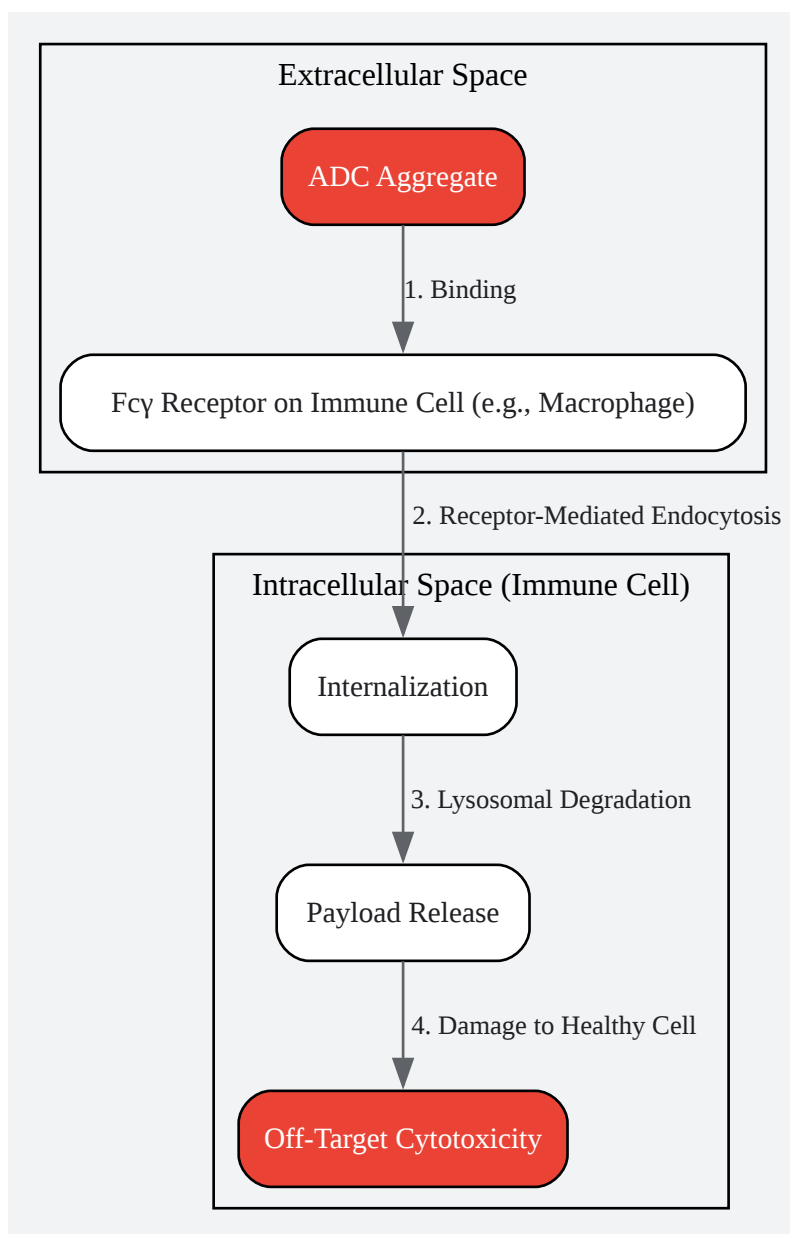 Extracellular Space
ADC Aggregate
1. Binding
Fcγ Receptor on Immune Cell (e.g., Macrophage)
2. Receptor-Mediated Endocytosis
Intracellular Space (Immune Cell)
Internalization
3. Lysosomal Degradation
Payload Release
4. Damage to Healthy Cell
Off-Target Cytotoxicity